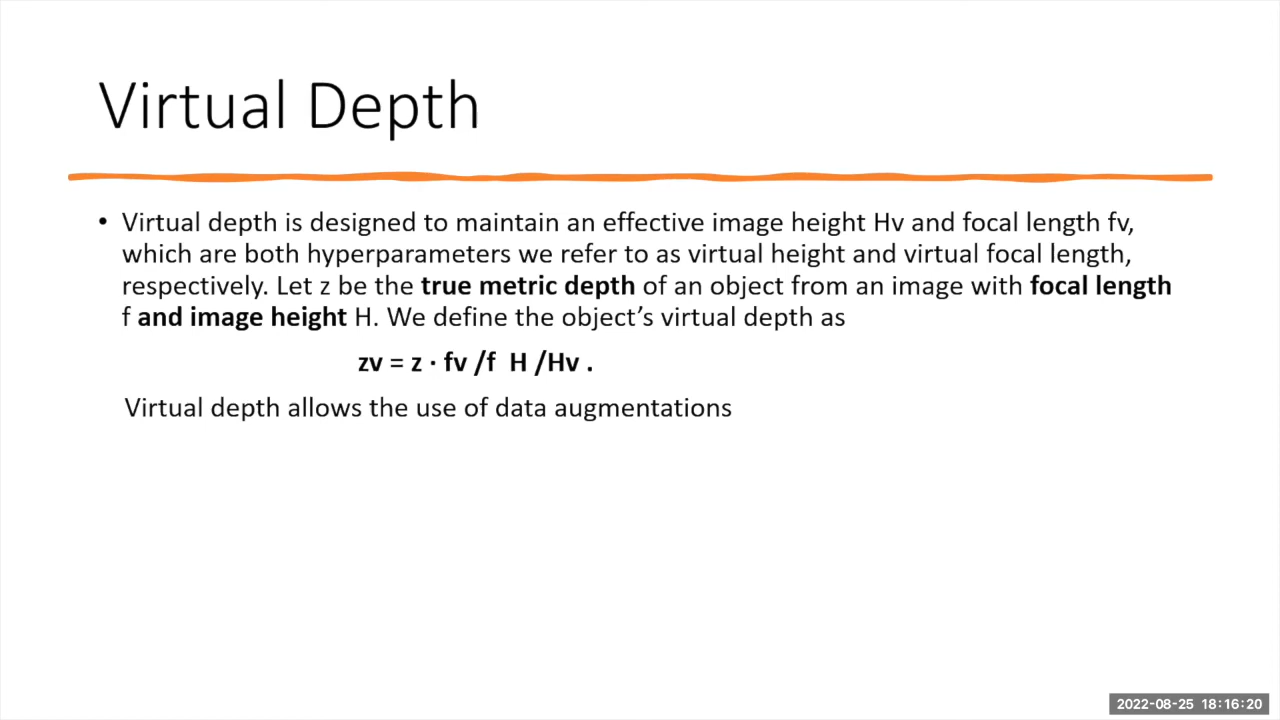 Virtual Depth
• Virtual depth is designed to maintain an effective image height Hv and focal length fv,
which are both hyperparameters we refer to as virtual height and virtual focal length,
respectively. Let z be the true metric depth of an object from an image with focal length
f and image height H. We define the object’s virtual depth as
zv = z · fv /f  H /Hv .
Virtual depth allows the use of data augmentations
2022-08-25 18:16:20